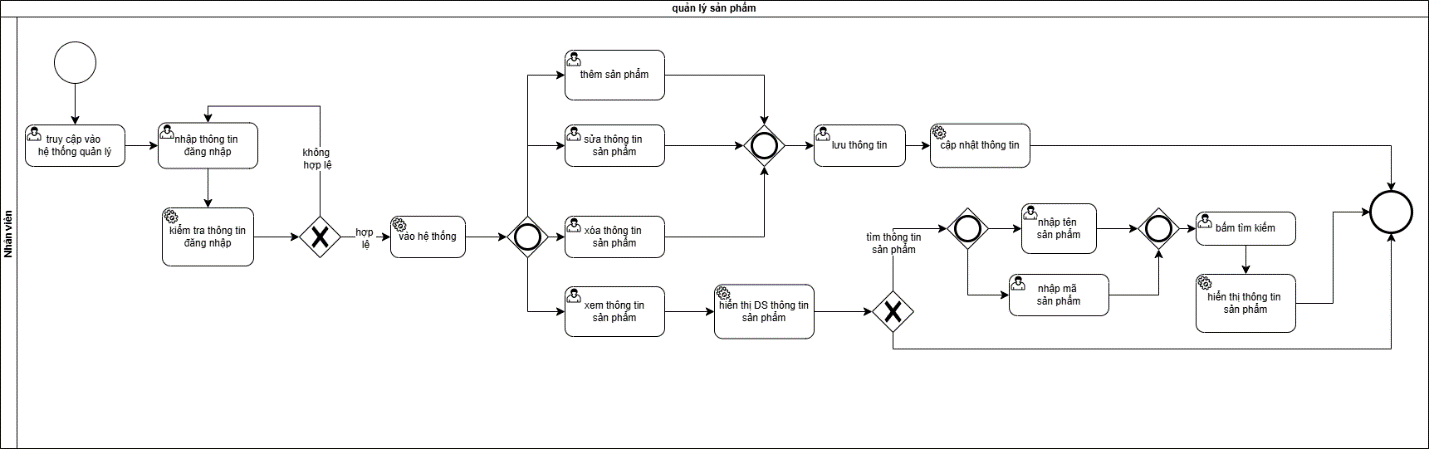 quản lý sản phẩm
Nhân viên
truy cập vào
hệ thống quản lý
nhập thông tin
đăng nhập
kiểm tra thông tin
đăng nhập
không
hợp lệ
hợp
lệ
vào hệ thống
thêm sản phẩm
sửa thông tin
sản phẩm
xóa thông tin
sản phẩm
xem thông tin
sản phẩm
lưu thông tin
cập nhật thông tin
hiển thị DS thông tin
sản phẩm
tìm thông tin
sản phẩm
nhập tên
sản phẩm
nhập mã
sản phẩm
bấm tìm kiếm
hiển thị thông tin
sản phẩm